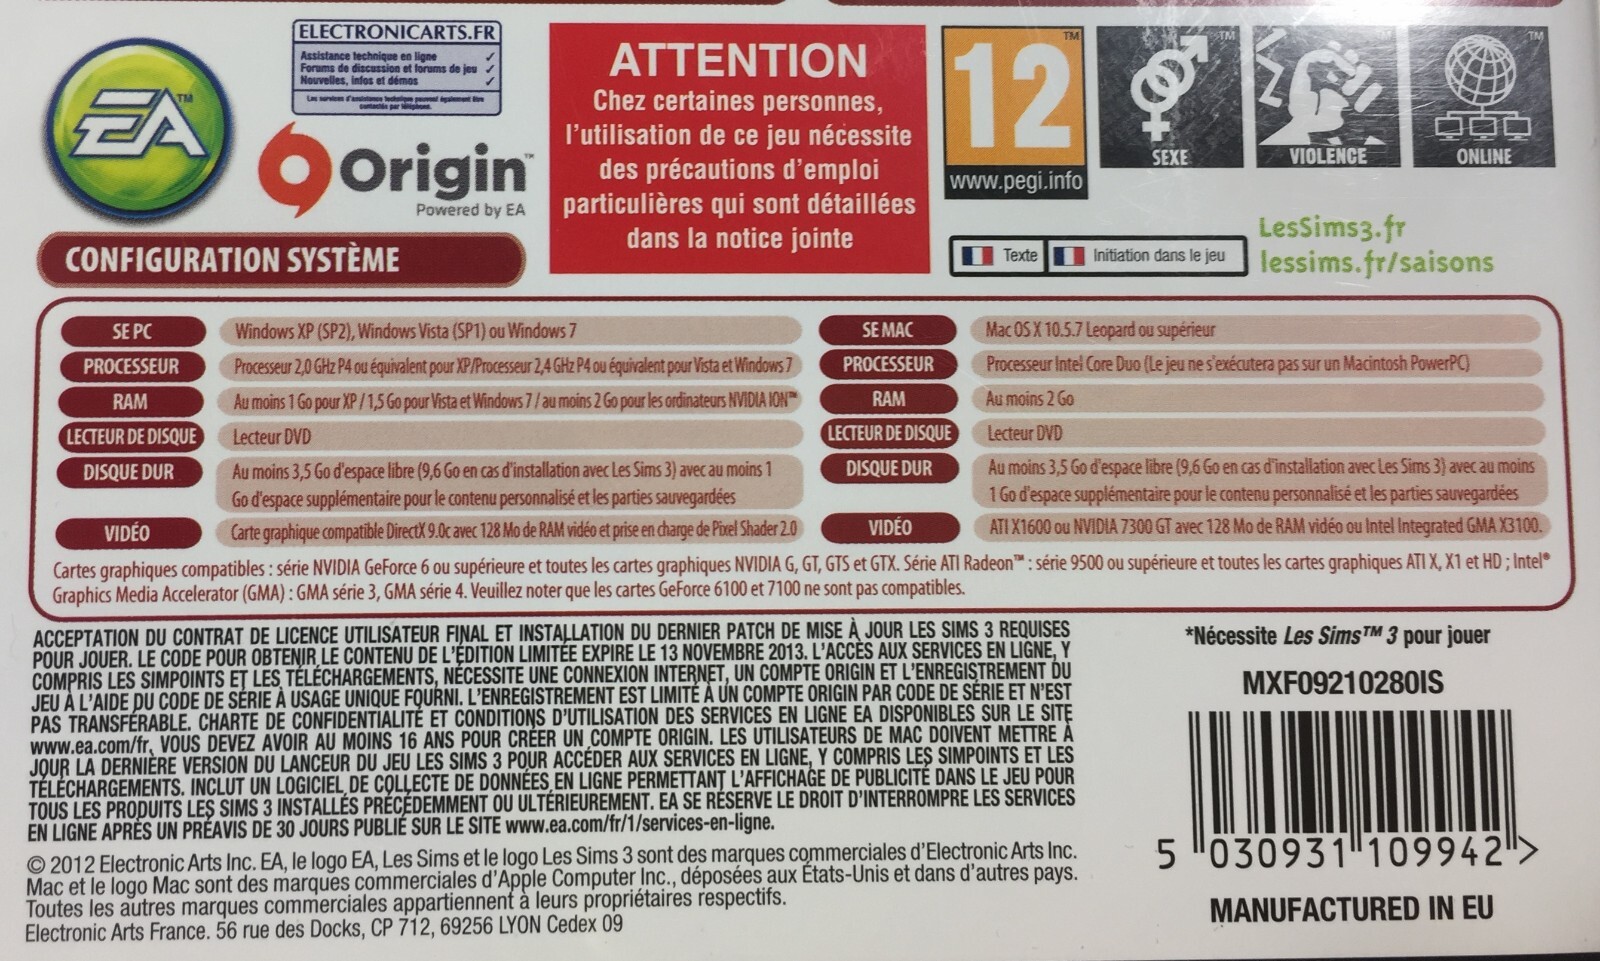 EA™
ELECTRONICARTS.FR
Assistance technique en ligne ✓
Forums de discussion et forums de jeu ✓
Nouvelles, infos et démos ✓
Les services d'assistance technique peuvent également être
contactés par téléphone.
Origin™
Powered by EA
ATTENTION
Chez certaines personnes,
l'utilisation de ce jeu nécessite
des précautions d'emploi
particulières qui sont détaillées
dans la notice jointe
12™
www.pegi.info
™
SEXE
™
VIOLENCE
™
ONLINE
Texte
Initiation dans le jeu
LesSims3.fr
lessims.fr/saisons
CONFIGURATION SYSTÈME
SE PC
Windows XP (SP2), Windows Vista (SP1) ou Windows 7
PROCESSEUR
Processeur 2,0 GHz P4 ou équivalent pour XP/Processeur 2,4 GHz P4 ou équivalent pour Vista et Windows 7
RAM
Au moins 1 Go pour XP / 1,5 Go pour Vista et Windows 7 / au moins 2 Go pour les ordinateurs NVIDIA ION™
LECTEUR DE DISQUE
Lecteur DVD
DISQUE DUR
Au moins 3,5 Go d'espace libre (9,6 Go en cas d'installation avec Les Sims 3) avec au moins 1
Go d'espace supplémentaire pour le contenu personnalisé et les parties sauvegardées
VIDÉO
Carte graphique compatible DirectX 9.0c avec 128 Mo de RAM vidéo et prise en charge de Pixel Shader 2.0
SE MAC
Mac OS X 10.5.7 Leopard ou supérieur
PROCESSEUR
Processeur Intel Core Duo (Le jeu ne s'exécutera pas sur un Macintosh PowerPC)
RAM
Au moins 2 Go
LECTEUR DE DISQUE
Lecteur DVD
DISQUE DUR
Au moins 3,5 Go d'espace libre (9,6 Go en cas d'installation avec Les Sims 3) avec au moins
1 Go d'espace supplémentaire pour le contenu personnalisé et les parties sauvegardées
VIDÉO
ATI X1600 ou NVIDIA 7300 GT avec 128 Mo de RAM vidéo ou Intel Integrated GMA X3100.
Cartes graphiques compatibles : série NVIDIA GeForce 6 ou supérieure et toutes les cartes graphiques NVIDIA G, GT, GTS et GTX. Série ATI Radeon™ : série 9500 ou supérieure et toutes les cartes graphiques ATI X, X1 et HD ; Intel®
Graphics Media Accelerator (GMA) : GMA série 3, GMA série 4. Veuillez noter que les cartes GeForce 6100 et 7100 ne sont pas compatibles.
ACCEPTATION DU CONTRAT DE LICENCE UTILISATEUR FINAL ET INSTALLATION DU DERNIER PATCH DE MISE À JOUR LES SIMS 3 REQUISES
POUR JOUER. LE CODE POUR OBTENIR LE CONTENU DE L'ÉDITION LIMITÉE EXPIRE LE 13 NOVEMBRE 2013. L'ACCÈS AUX SERVICES EN LIGNE, Y
COMPRIS LES SIMPOINTS ET LES TÉLÉCHARGEMENTS, NÉCESSITE UNE CONNEXION INTERNET, UN COMPTE ORIGIN ET L'ENREGISTREMENT DU
JEU À L'AIDE DU CODE DE SÉRIE À USAGE UNIQUE FOURNI. L'ENREGISTREMENT EST LIMITÉ À UN COMPTE ORIGIN PAR CODE DE SÉRIE ET N'EST
PAS TRANSFÉRABLE. CHARTE DE CONFIDENTIALITÉ ET CONDITIONS D'UTILISATION DES SERVICES EN LIGNE EA DISPONIBLES SUR LE SITE
www.ea.com/fr. VOUS DEVEZ AVOIR AU MOINS 16 ANS POUR CRÉER UN COMPTE ORIGIN. LES UTILISATEURS DE MAC DOIVENT METTRE À
JOUR LA DERNIÈRE VERSION DU LANCEUR DU JEU LES SIMS 3 POUR ACCÉDER AUX SERVICES EN LIGNE, Y COMPRIS LES SIMPOINTS ET LES
TÉLÉCHARGEMENTS. INCLUT UN LOGICIEL DE COLLECTE DE DONNÉES EN LIGNE PERMETTANT L'AFFICHAGE DE PUBLICITÉ DANS LE JEU POUR
TOUS LES PRODUITS LES SIMS 3 INSTALLÉS PRÉCÉDEMMENT OU ULTÉRIEUREMENT. EA SE RÉSERVE LE DROIT D'INTERROMPRE LES SERVICES
EN LIGNE APRÈS UN PRÉAVIS DE 30 JOURS PUBLIÉ SUR LE SITE www.ea.com/fr/1/services-en-ligne.
© 2012 Electronic Arts Inc. EA, le logo EA, Les Sims et le logo Les Sims 3 sont des marques commerciales d'Electronic Arts Inc.
Mac et le logo Mac sont des marques commerciales d'Apple Computer Inc., déposées aux États-Unis et dans d'autres pays.
Toutes les autres marques commerciales appartiennent à leurs propriétaires respectifs.
Electronic Arts France. 56 rue des Docks, CP 712, 69256 LYON Cedex 09
*Nécessite Les Sims™ 3 pour jouer
MXF09210280IS
5 030931 109942 >
MANUFACTURED IN EU